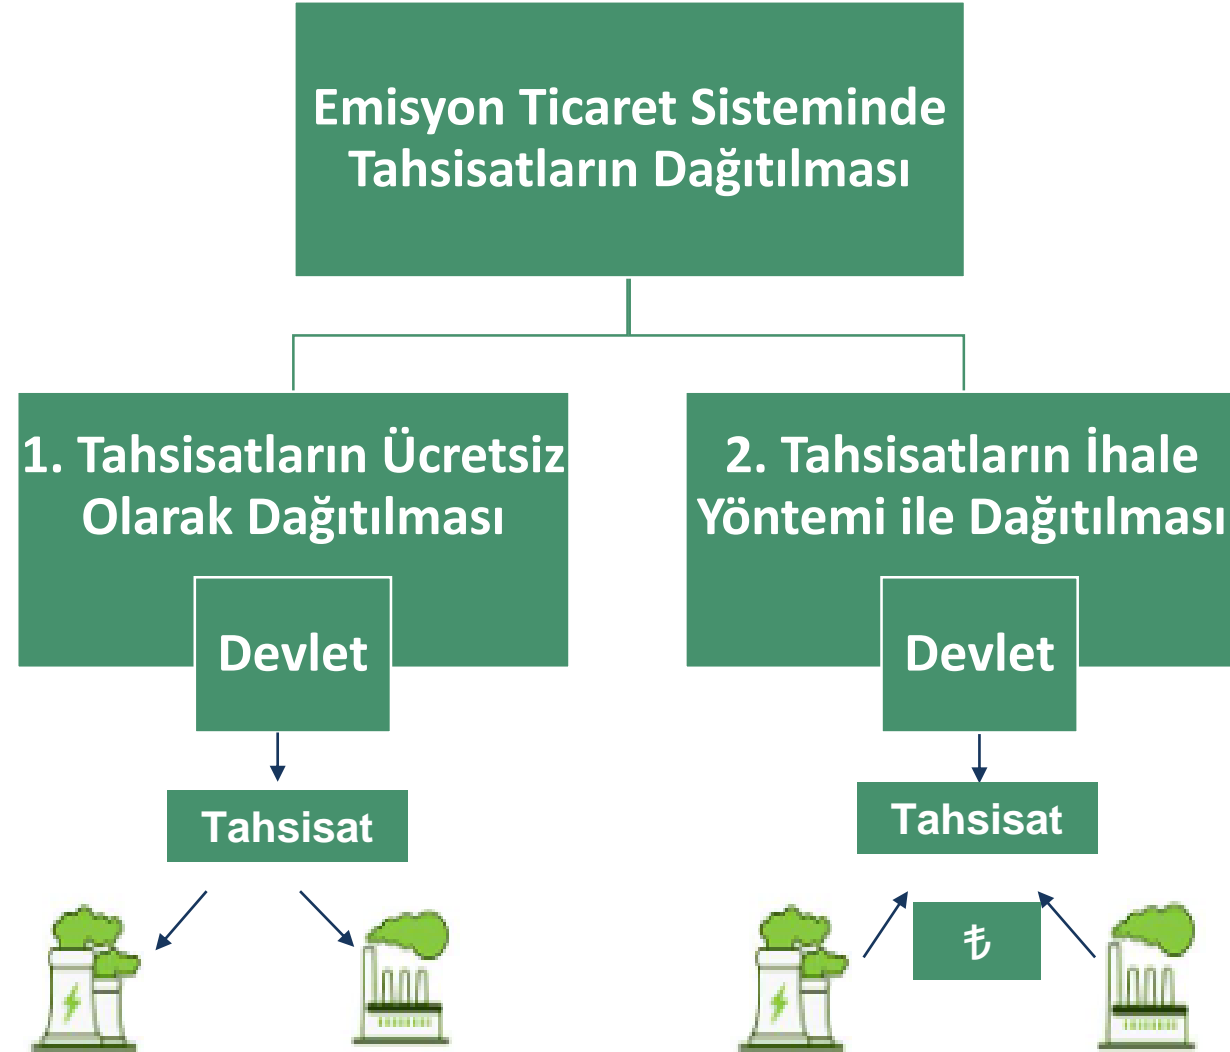 Emisyon Ticaret Sisteminde
Tahsisatların Dağıtılması
1. Tahsisatların Ücretsiz
Olarak Dağıtılması
Devlet
Tahsisat
2. Tahsisatların İhale
Yöntemi ile Dağıtılması
Devlet
Tahsisat
₺